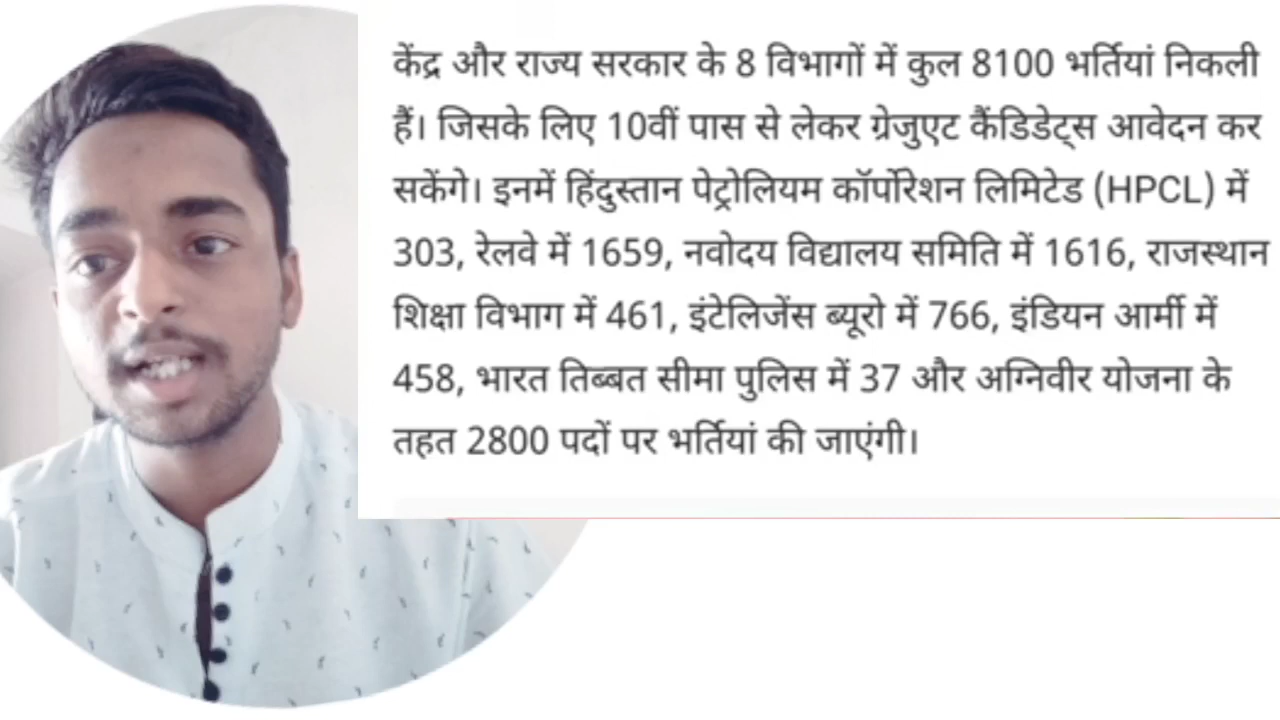 केंद्र और राज्य सरकार के 8 विभागों में कुल 8100 भर्तियां निकली
हैं। जिसके लिए 10वीं पास से लेकर ग्रेजुएट कैंडिडेट्स आवेदन कर
सकेंगे। इनमें हिंदुस्तान पेट्रोलियम कॉर्पोरेशन लिमिटेड (HPCL) में
303, रेलवे में 1659, नवोदय विद्यालय समिति में 1616, राजस्थान
शिक्षा विभाग में 461, इंटेलिजेंस ब्यूरो में 766, इंडियन आर्मी में
458, भारत तिब्बत सीमा पुलिस में 37 और अग्निवीर योजना के
तहत 2800 पदों पर भर्तियां की जाएंगी।